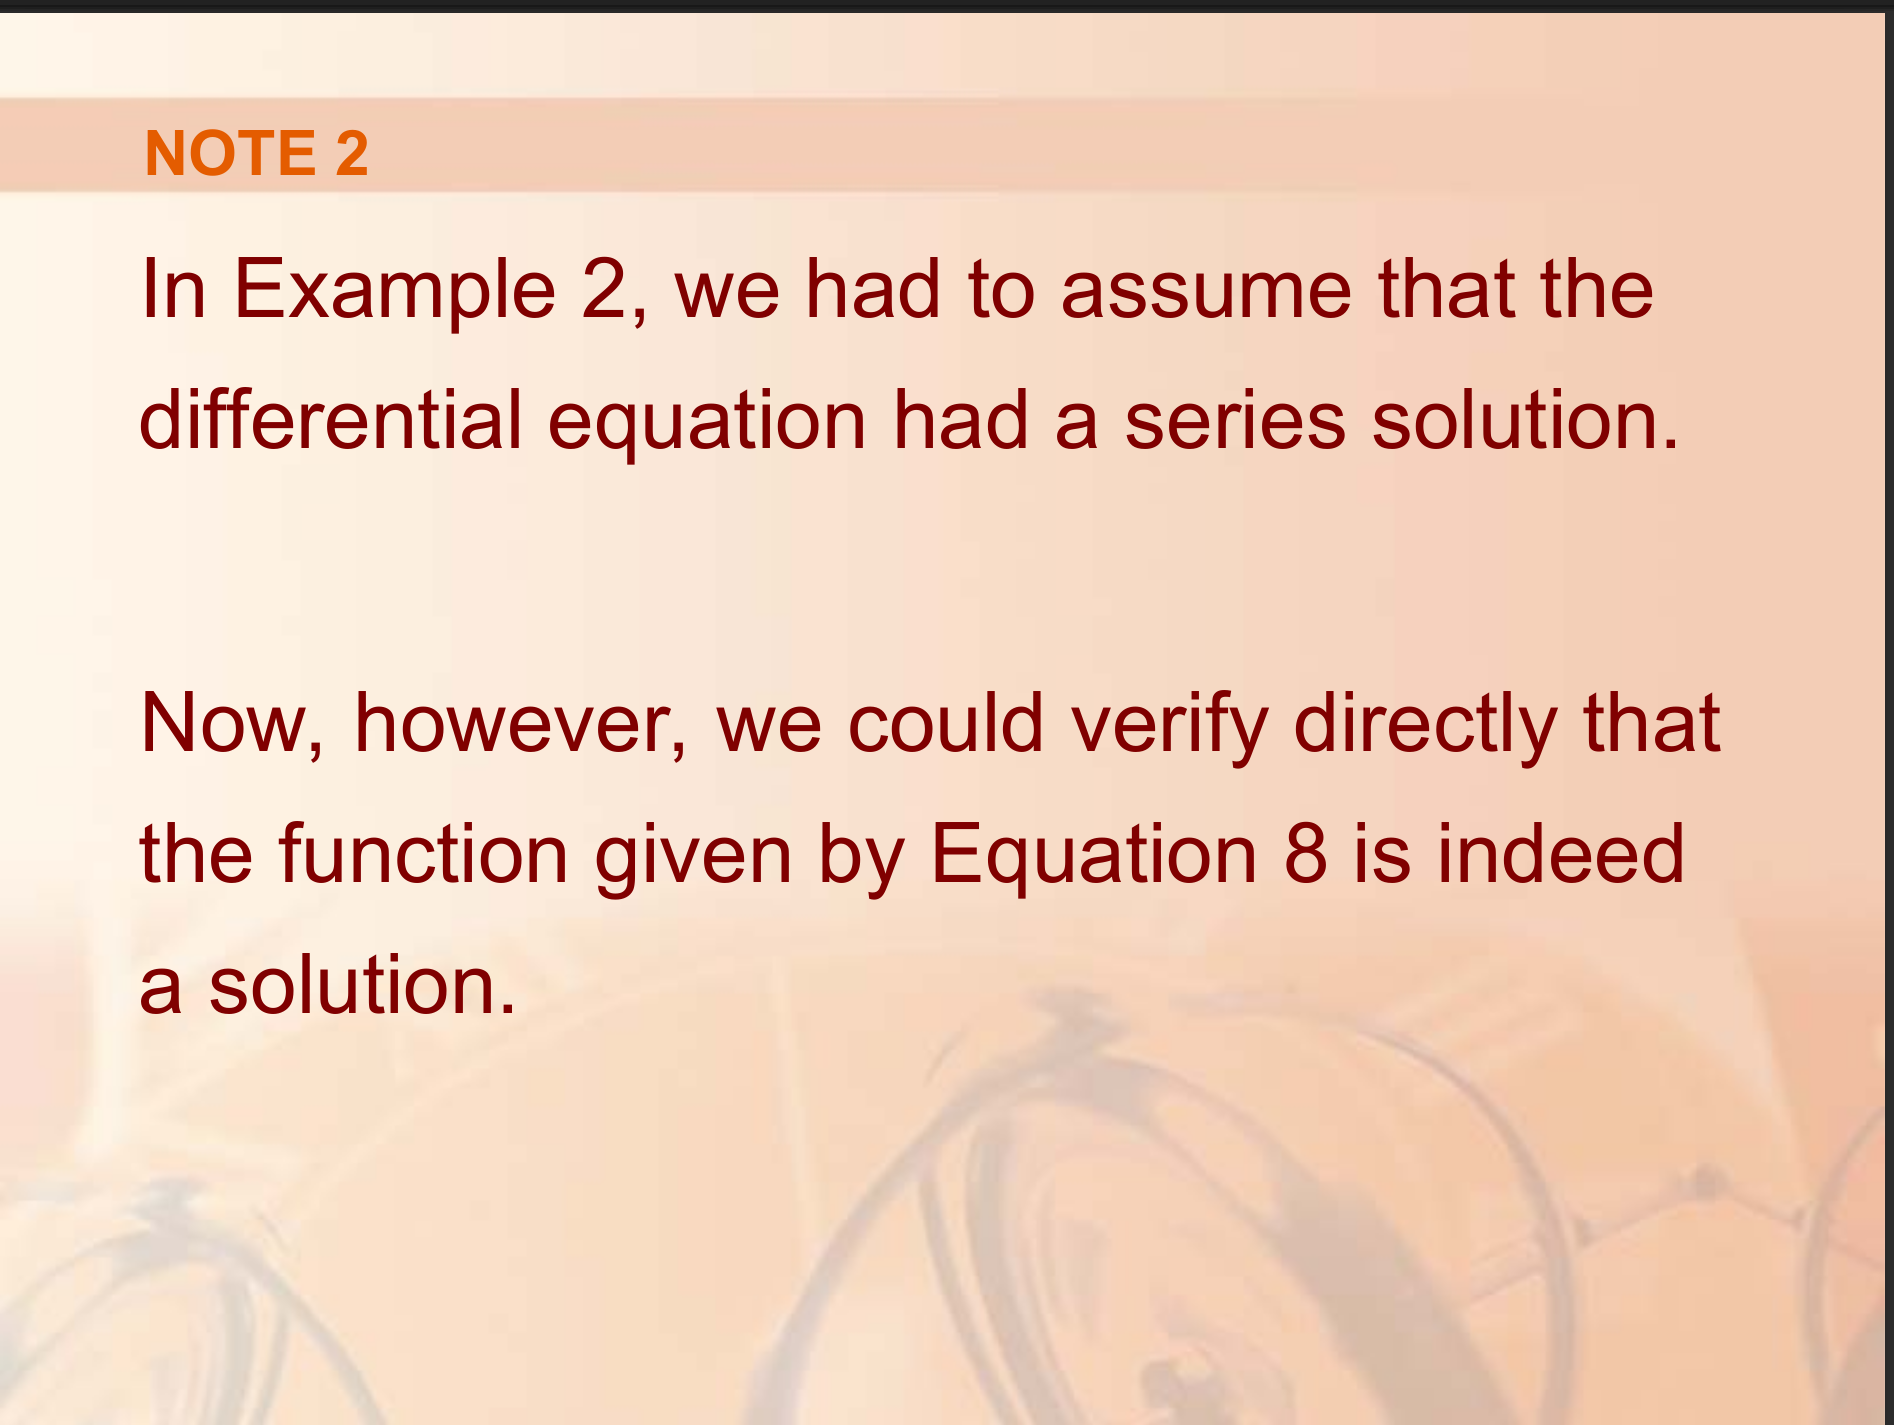 NOTE 2
In Example 2, we had to assume that the
differential equation had a series solution.
Now, however, we could verify directly that
the function given by Equation 8 is indeed
a solution.